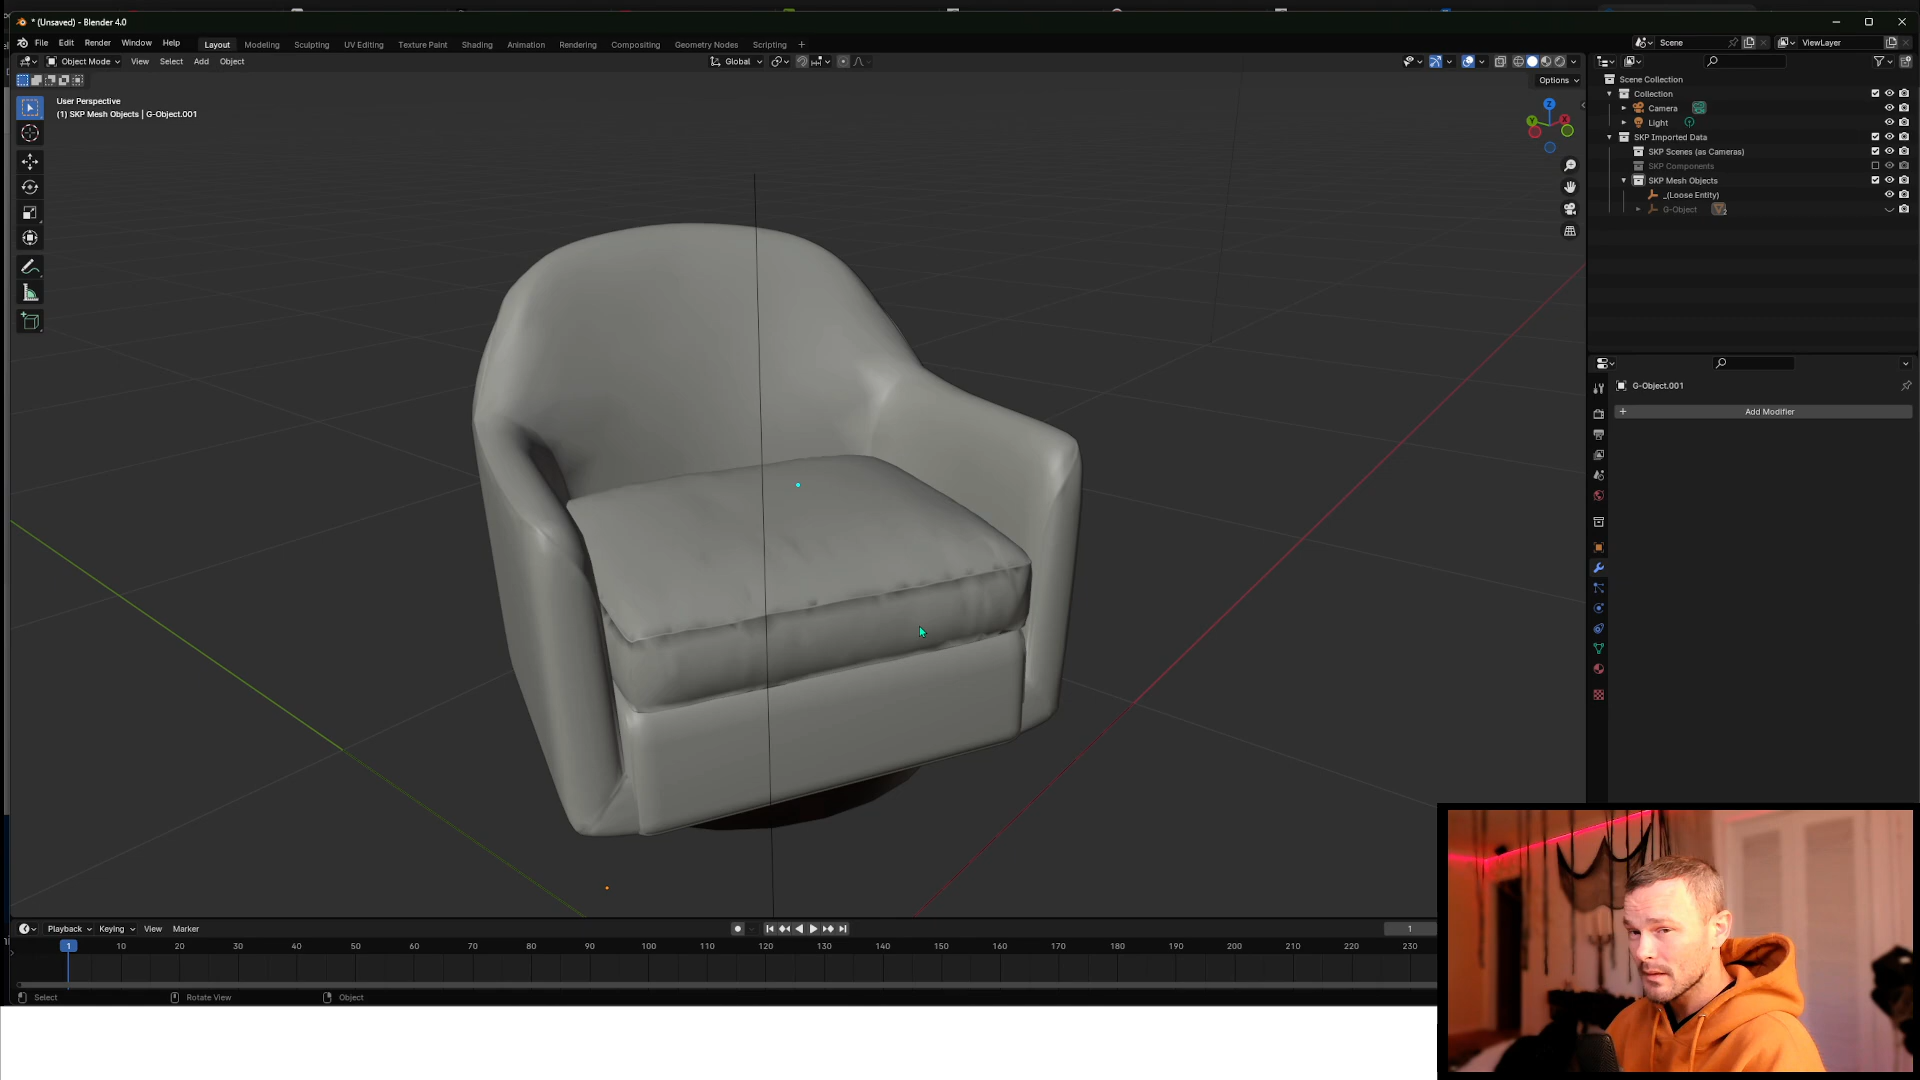 * (Unsaved) - Blender 4.0
File Edit Render Window Help
Layout Modeling Sculpting UV Editing Texture Paint Shading Animation Rendering Compositing Geometry Nodes Scripting +
Scene
ViewLayer
Object Mode View Select Add Object
Global
Options
User Perspective
(1) SKP Mesh Objects | G-Object.001
Z
Y
X
Scene Collection
Collection
Camera
Light
SKP Imported Data
SKP Scenes (as Cameras)
SKP Components
SKP Mesh Objects
_(Loose Entity)
G-Object
2
G-Object.001
+ Add Modifier
Playback Keying View Marker
1
1 10 20 30 40 50 60 70 80 90 100 110 120 130 140 150 160 170 180 190 200 210 220 230
Select Rotate View Object